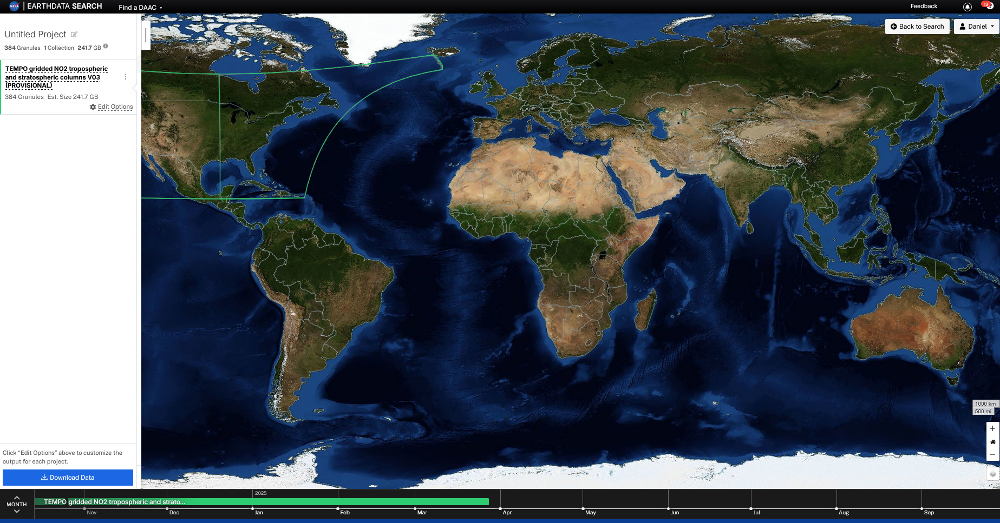 NASA | EARTHDATA SEARCH
Find a DAAC
Feedback
13
?
Untitled Project
384 Granules 1 Collection 241.7 GB
TEMPO gridded NO2 tropospheric
and stratospheric columns V03
(PROVISIONAL)
384 Granules Est. Size 241.7 GB
Edit Options
Back to Search
Daniel
1000 km
500 mi
+
−
Click “Edit Options” above to customize the
output for each project.
Download Data
MONTH
2025
TEMPO gridded NO2 tropospheric and strato...
Nov Dec Jan Feb Mar Apr May Jun Jul Aug Sep